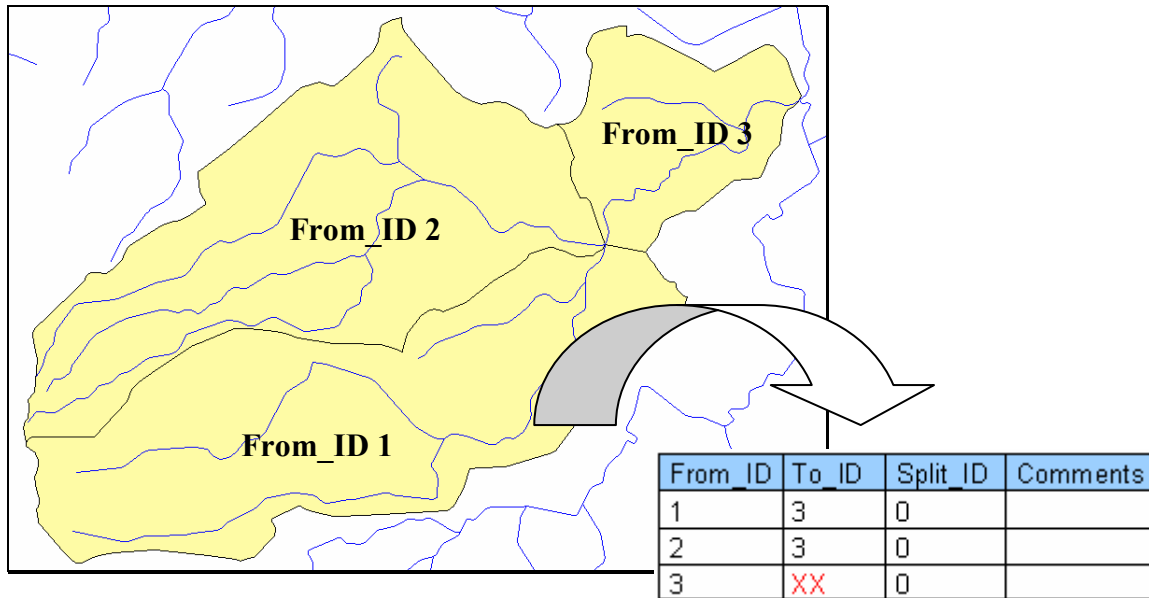 From_ID 3
From_ID 2
From_ID 1
From_ID To_ID Split_ID Comments
1 3 0
2 3 0
3 XX 0